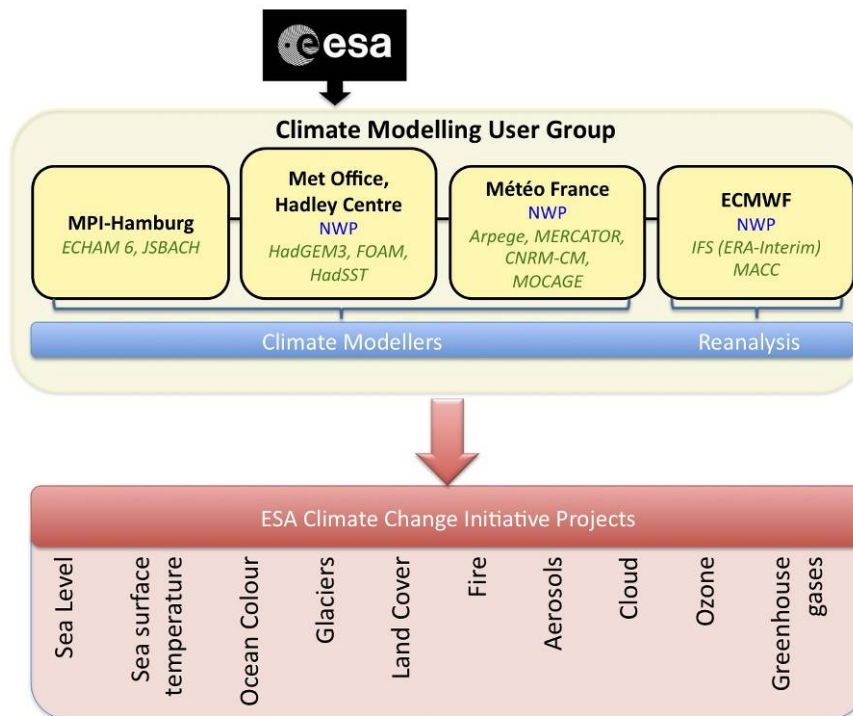 esa
Climate Modelling User Group
MPI-Hamburg
ECHAM 6, JSBACH
Met Office,
Hadley Centre
NWP
HadGEM3, FOAM,
HadSST
Météo France
NWP
Arpege, MERCATOR,
CNRM-CM,
MOCAGE
ECMWF
NWP
IFS (ERA-Interim)
MACC
Climate Modellers
Reanalysis
ESA Climate Change Initiative Projects
Sea Level
Sea surface
temperature
Ocean Colour
Glaciers
Land Cover
Fire
Aerosols
Cloud
Ozone
Greenhouse
gases